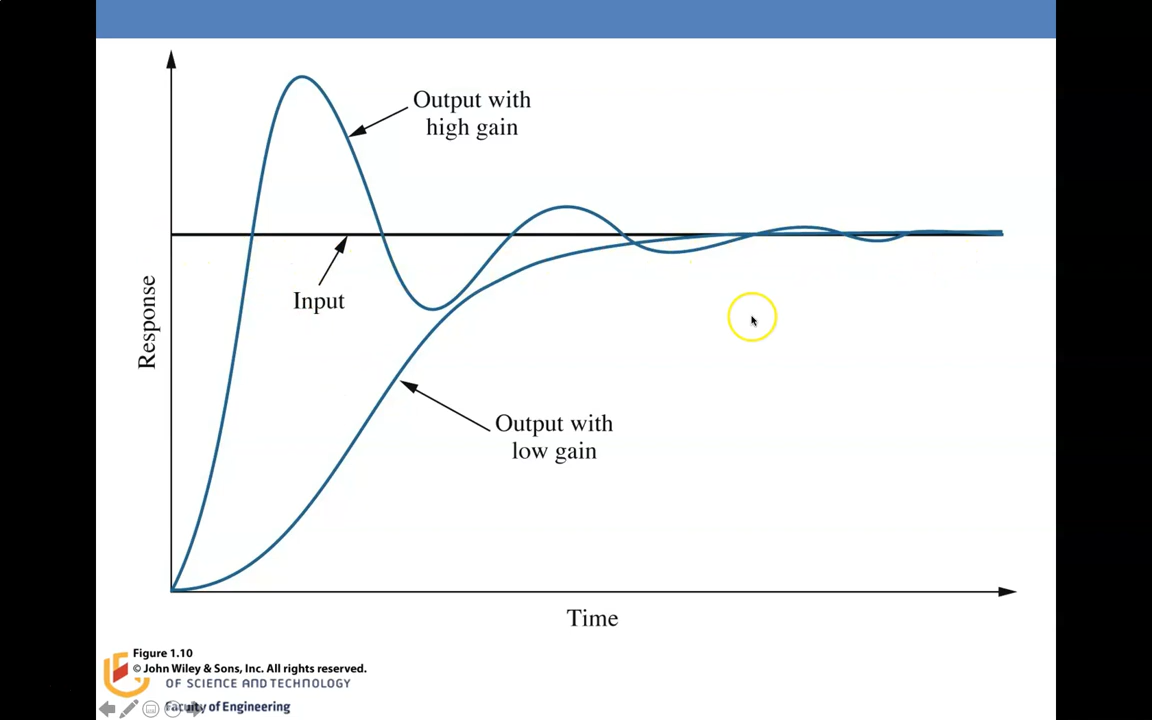 Output with
high gain
Input
Response
Output with
low gain
Time
Figure 1.10
© John Wiley & Sons, Inc. All rights reserved.
OF SCIENCE AND TECHNOLOGY
Faculty of Engineering